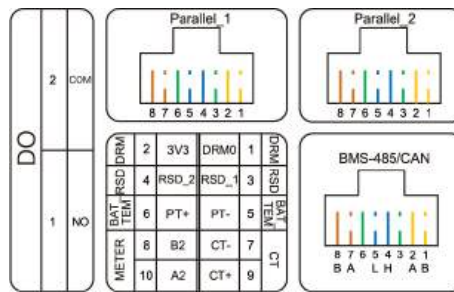 DO
2 COM
1 NO
Parallel_1
8 7 6 5 4 3 2 1
Parallel_2
8 7 6 5 4 3 2 1
DRM 2 3V3 DRM0 1 DRM
RSD 4 RSD_2 RSD_1 3 RSD
BAT TEM 6 PT+ PT- 5 BAT TEM
METER 8 B2 CT- 7 CT
10 A2 CT+ 9
BMS-485/CAN
8 7 6 5 4 3 2 1
B A L H A B